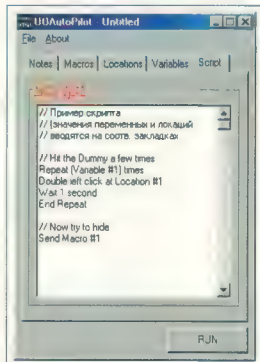 UOAutoPilot - Untitled
File About
Notes Macros Locations Variables Script
// Пример скрипта
// (значения переменных и локаций
// вводятся на соотв. закладках
// Hit the Dummy a few times
Repeat (Variable #1) times
Double left click at Location #1
Wait 1 second
End Repeat
// Now try to hide
Send Macro #1
RUN